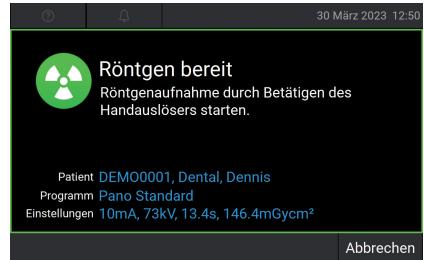 30 März 2023 12:50
Röntgen bereit
Röntgenaufnahme durch Betätigen des
Handauslösers starten.
Patient DEMO0001, Dental, Dennis
Programm Pano Standard
Einstellungen 10mA, 73kV, 13.4s, 146.4mGycm²
Abbrechen